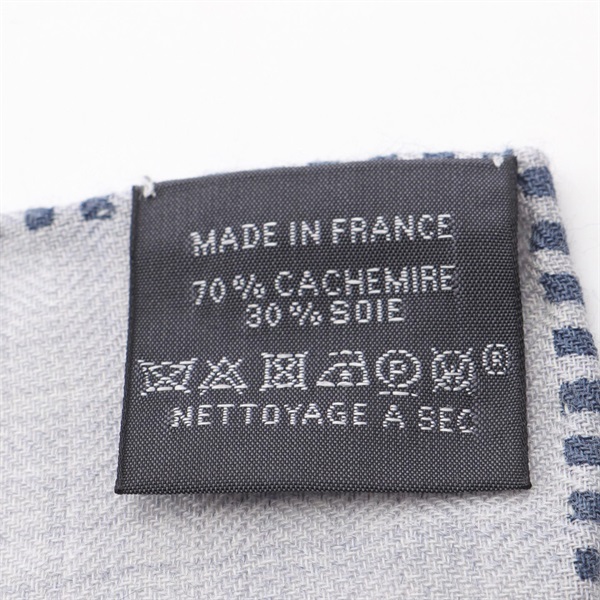 MADE IN FRANCE
70% CACHEMIRE
30% SOIE
P W ®
NETTOYAGE A SEC